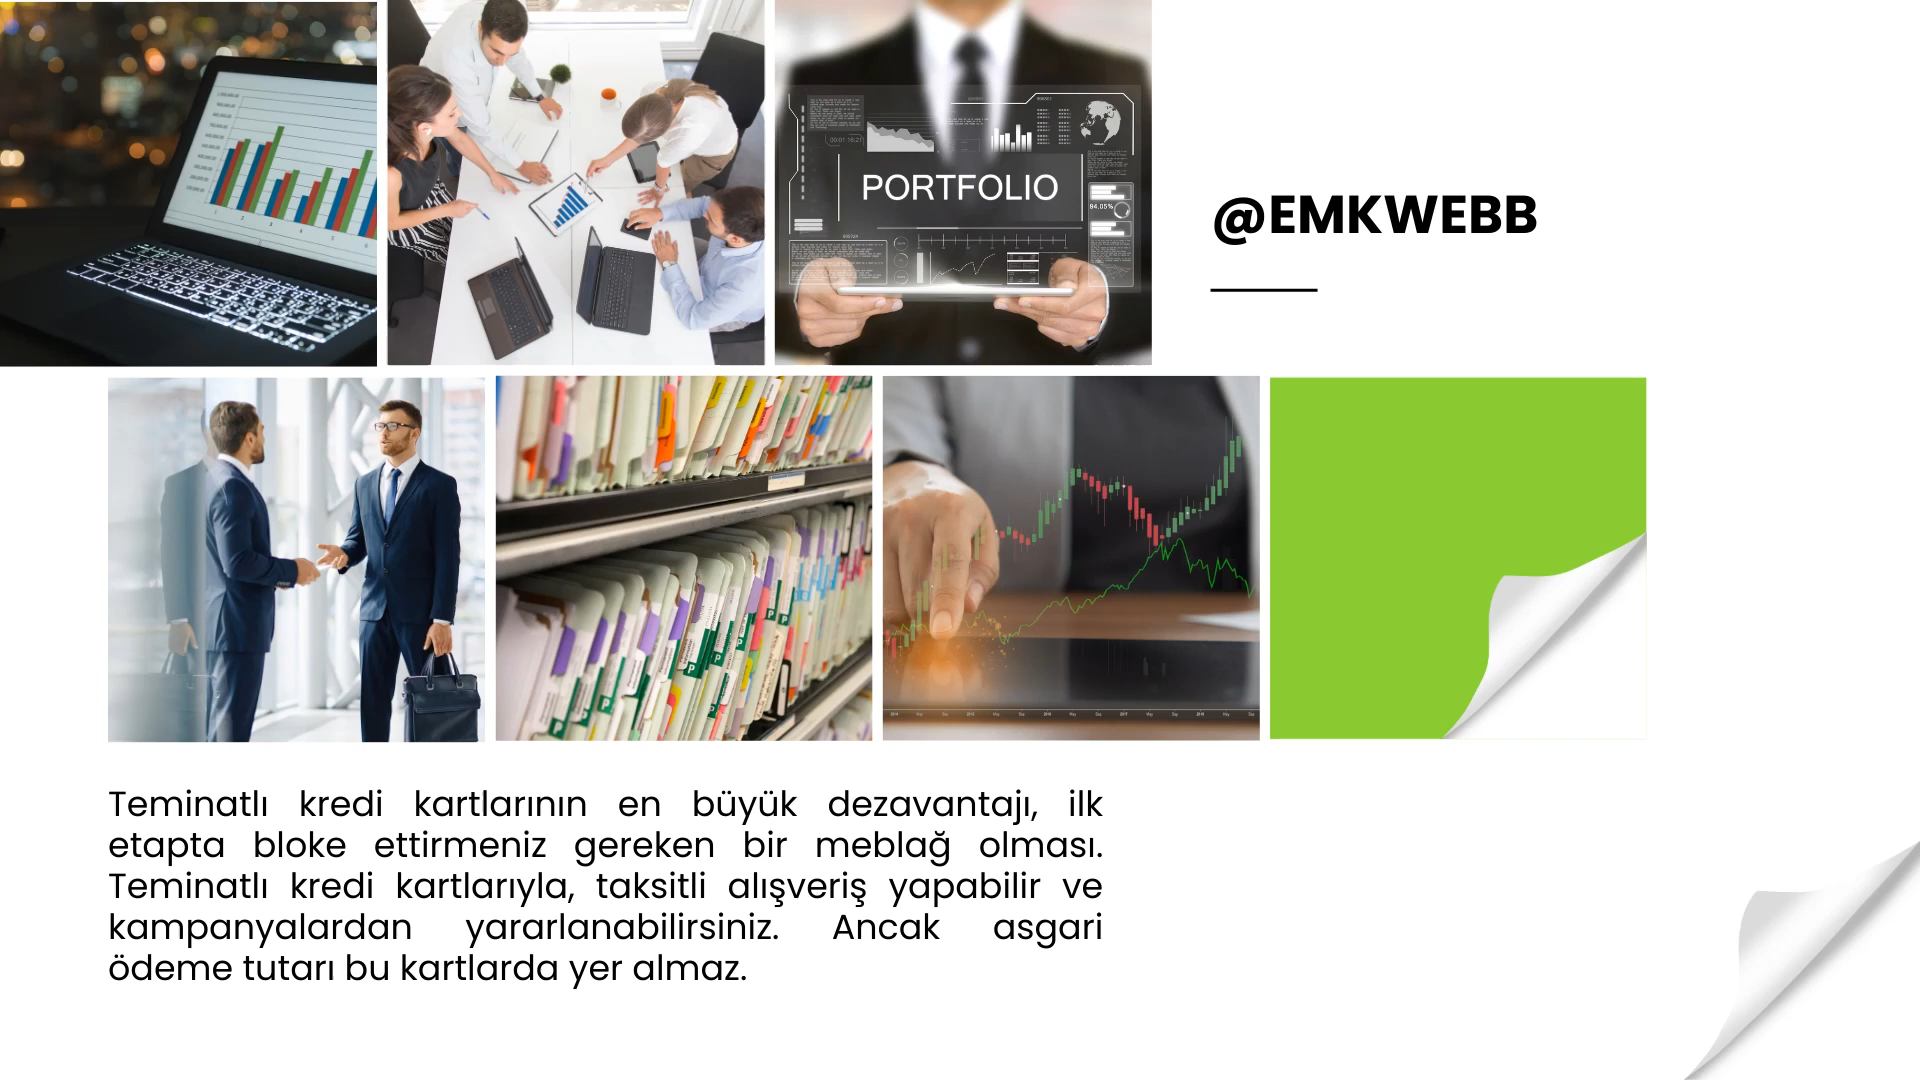 PORTFOLIO
@EMKWEBB
Teminatlı kredi kartlarının en büyük dezavantajı, ilk
etapta bloke ettirmeniz gereken bir meblağ olması.
Teminatlı kredi kartlarıyla, taksitli alışveriş yapabilir ve
kampanyalardan yararlanabilirsiniz. Ancak asgari
ödeme tutarı bu kartlarda yer almaz.